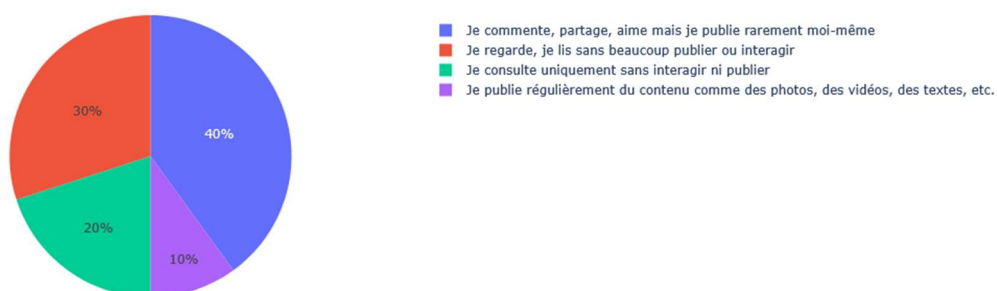 Je commente, partage, aime mais je publie rarement moi-même
Je regarde, je lis sans beaucoup publier ou interagir
Je consulte uniquement sans interagir ni publier
Je publie régulièrement du contenu comme des photos, des vidéos, des textes, etc.
30%
40%
20%
10%